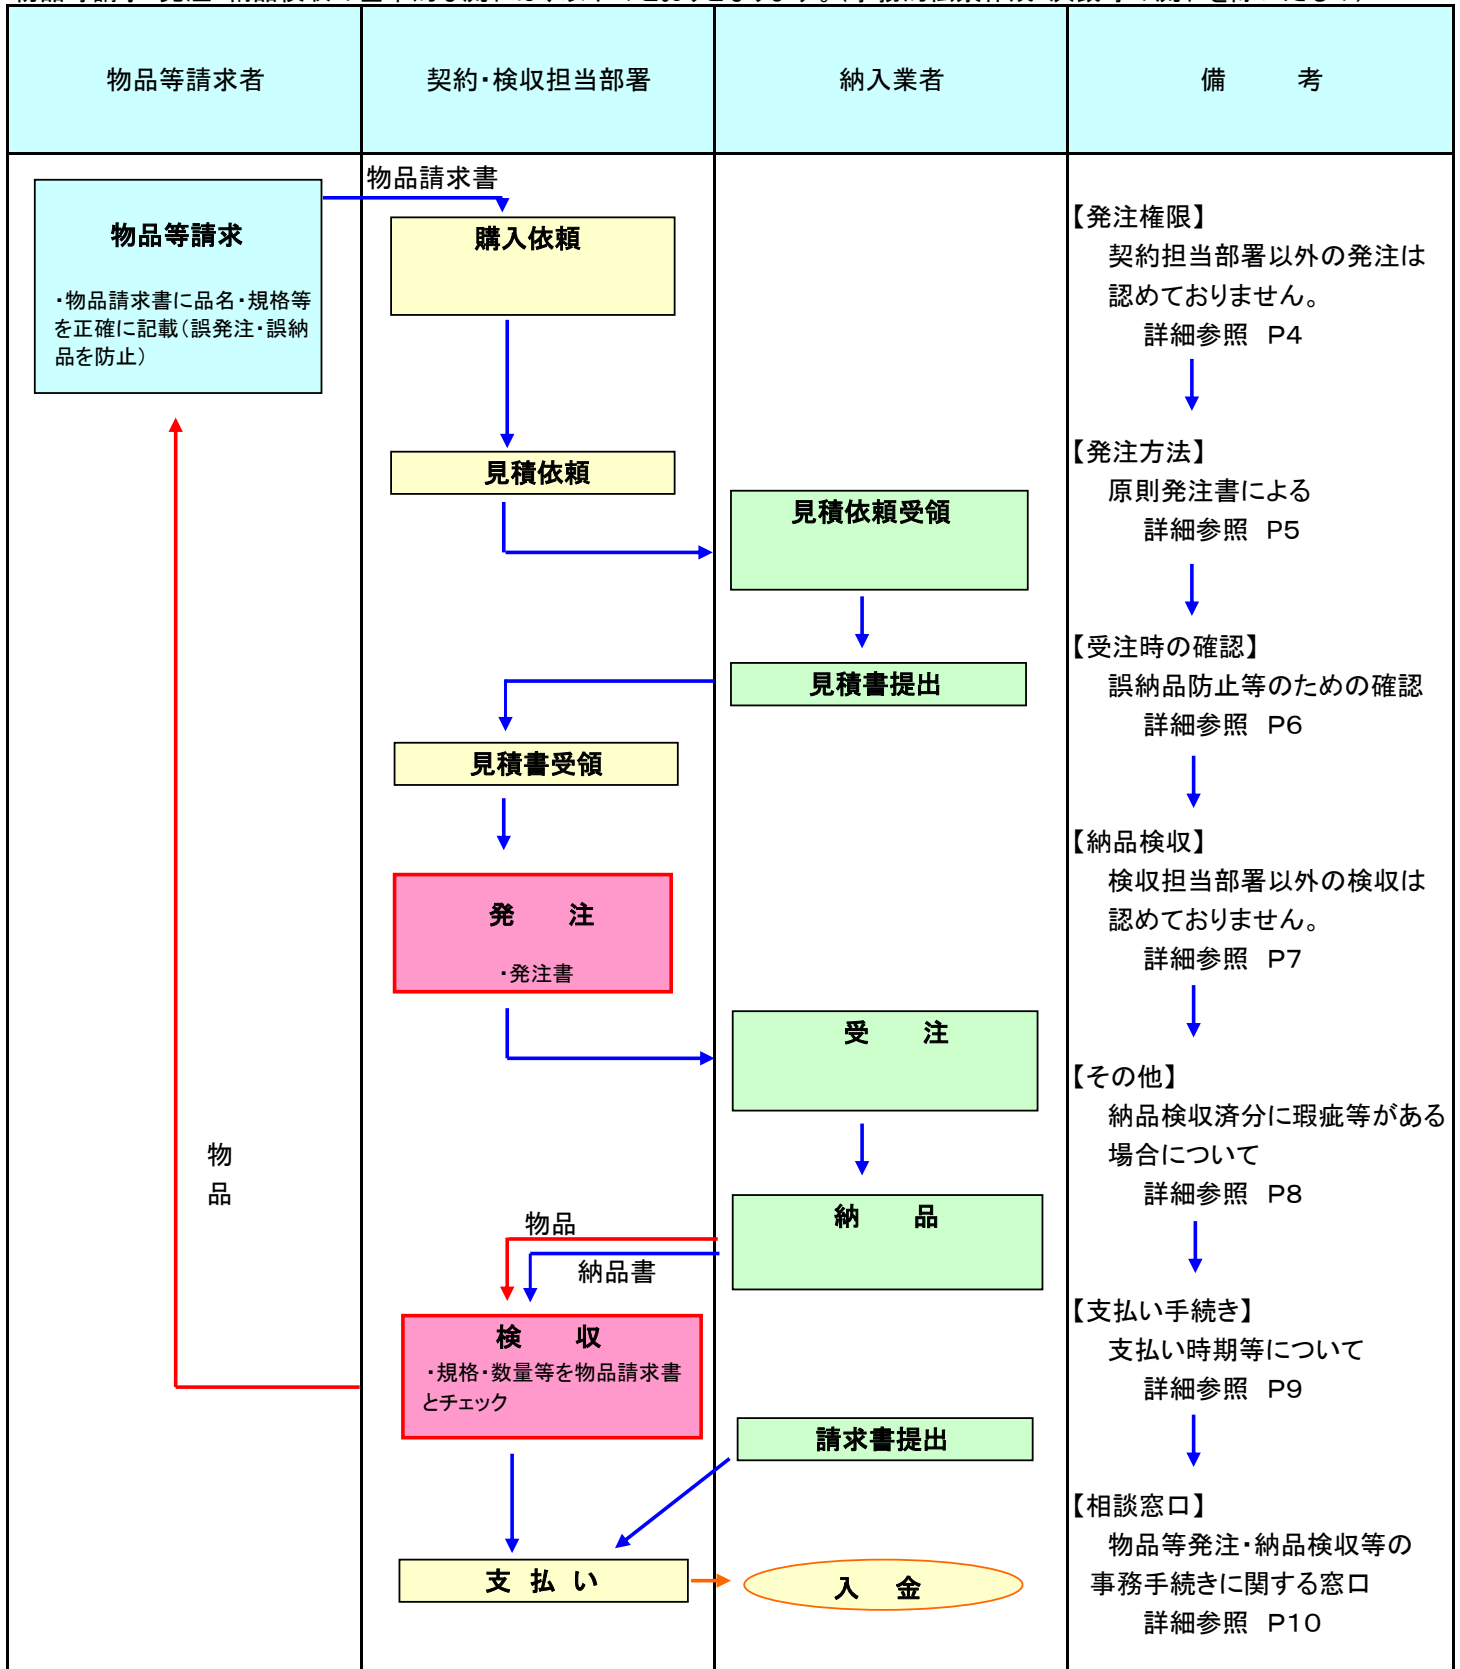 物品等請求者
契約・検収担当部署
納入業者
備　　　考
物品請求書
物品等請求
・物品請求書に品名・規格等
を正確に記載（誤発注・誤納
品を防止）
購入依頼
見積依頼
見積依頼受領
見積書提出
見積書受領
発　　注
・発注書
受　　注
納　　品
物品
納品書
物
品
検　　収
・規格・数量等を物品請求書
とチェック
請求書提出
支 払 い
入　金
【発注権限】
契約担当部署以外の発注は
認めておりません。
詳細参照　P４
【発注方法】
原則発注書による
詳細参照　P５
【受注時の確認】
誤納品防止等のための確認
詳細参照　P６
【納品検収】
検収担当部署以外の検収は
認めておりません。
詳細参照　P７
【その他】
納品検収済分に瑕疵等がある
場合について
詳細参照　P８
【支払い手続き】
支払い時期等について
詳細参照　P９
【相談窓口】
物品等発注・納品検収等の
事務手続きに関する窓口
詳細参照　P１０